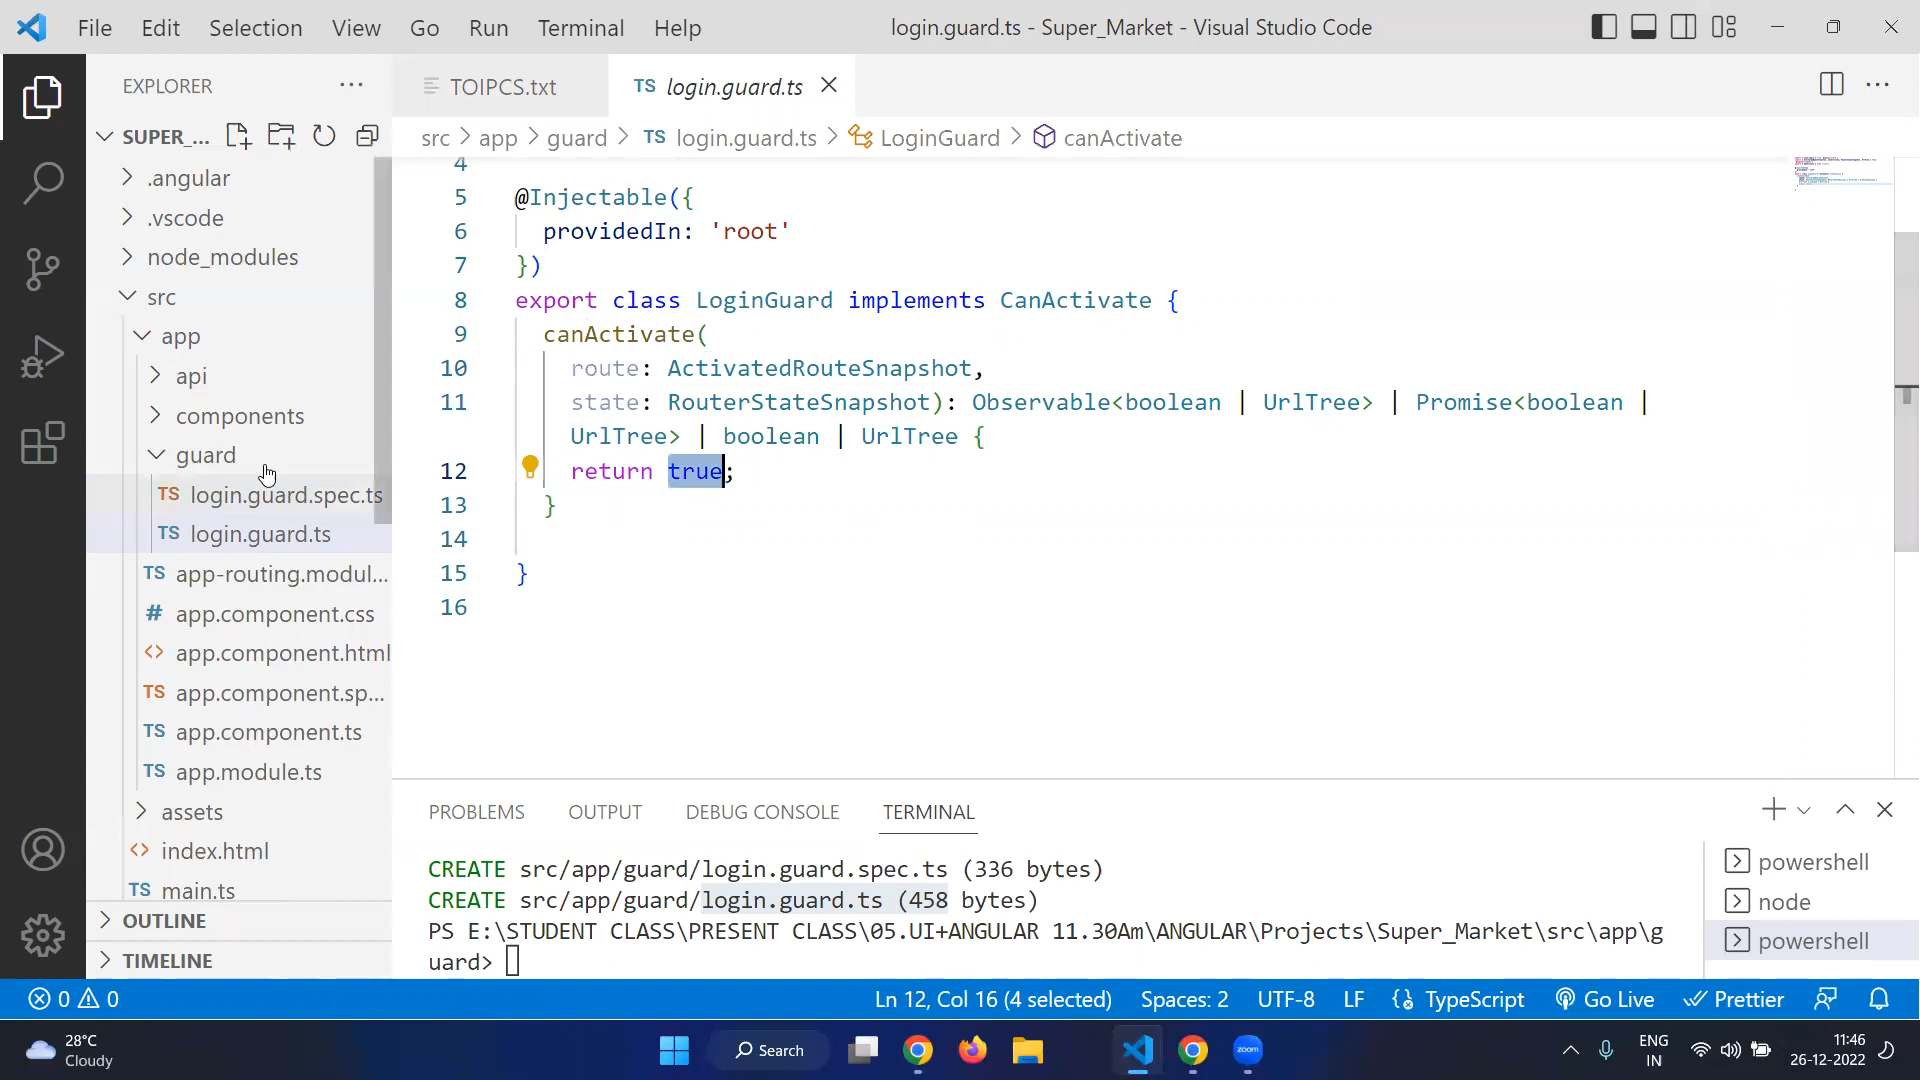 File Edit Selection View Go Run Terminal Help
login.guard.ts - Super_Market - Visual Studio Code
EXPLORER
SUPER_...
.angular
.vscode
node_modules
src
app
api
components
guard
TS login.guard.spec.ts
TS login.guard.ts
TS app-routing.modul...
# app.component.css
<> app.component.html
TS app.component.sp...
TS app.component.ts
TS app.module.ts
assets
<> index.html
TS main.ts
OUTLINE
TIMELINE
TOIPCS.txt
TS login.guard.ts
src > app > guard > TS login.guard.ts > LoginGuard > canActivate
4
5 @Injectable({
6 providedIn: 'root'
7 })
8 export class LoginGuard implements CanActivate {
9 canActivate(
10 route: ActivatedRouteSnapshot,
11 state: RouterStateSnapshot): Observable<boolean | UrlTree> | Promise<boolean |
UrlTree> | boolean | UrlTree {
12 return true;
13 }
14
15 }
16
PROBLEMS OUTPUT DEBUG CONSOLE TERMINAL
CREATE src/app/guard/login.guard.spec.ts (336 bytes)
CREATE src/app/guard/login.guard.ts (458 bytes)
PS E:\STUDENT CLASS\PRESENT CLASS\05.UI+ANGULAR 11.30Am\ANGULAR\Projects\Super_Market\src\app\g
uard>
powershell
node
powershell
0 0
Ln 12, Col 16 (4 selected) Spaces: 2 UTF-8 LF TypeScript Go Live Prettier
28°C
Cloudy
Search
zoom
ENG
IN
11:46
26-12-2022